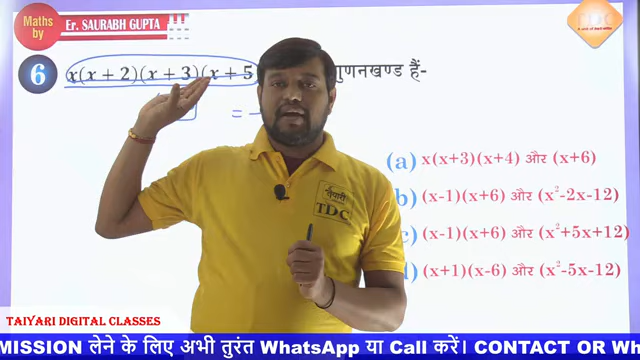 Maths
by
Er. SAURABH GUPTA
TDC
6
x(x + 2)(x + 3)(x + 5
गुणनखण्ड हैं-
= -
(a) x(x+3)(x+4) और (x+6)
b) (x-1)(x+6) और (x²-2x-12)
c) (x-1)(x+6) और (x²+5x+12)
d) (x+1)(x-6) और (x²-5x-12)
तैयारी
TDC
TAIYARI DIGITAL CLASSES
MISSION लेने के लिए अभी तुरंत WhatsApp या Call करें। CONTACT OR WH